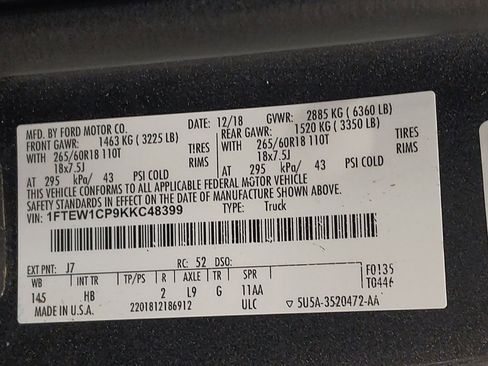 MFD. BY FORD MOTOR CO. DATE: 12/18 GVWR: 2885 KG ( 6360 LB)
FRONT GAWR: 1463 KG ( 3225 LB) REAR GAWR: 1520 KG ( 3350 LB)
WITH 265/60R18 110T TIRES WITH 265/60R18 110T TIRES
18x7.5J RIMS 18x7.5J RIMS
AT 295 kPa/ 43 PSI COLD AT 295 kPa/ 43 PSI COLD
THIS VEHICLE CONFORMS TO ALL APPLICABLE FEDERAL MOTOR VEHICLE
SAFETY STANDARDS IN EFFECT ON THE DATE OF MANUFACTURE SHOWN ABOVE.
VIN: 1FTEW1CP9KKC48399 TYPE: Truck
EXT PNT: J7 RC: 52 DSO: F0135
WB INT TR TP/PS R AXLE TR SPR T0446
145 HB 2 L9 G 11AA
MADE IN U.S.A. 2201812186912 ULC ▽ 5U5A-3520472-AA